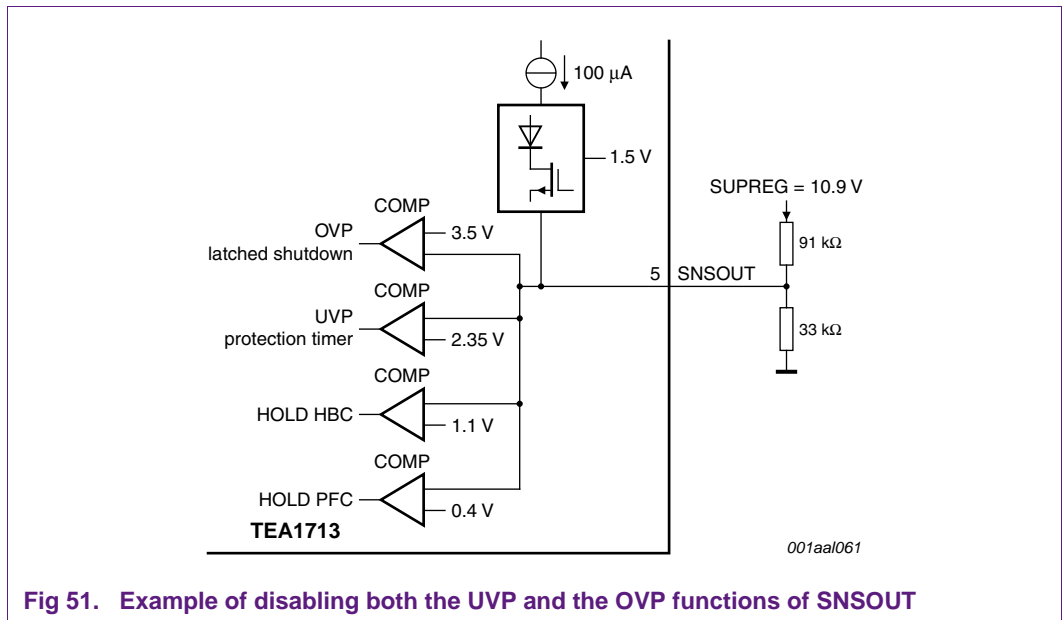 100 μA
1.5 V
SUPREG = 10.9 V
COMP
OVP
latched shutdown
3.5 V
91 kΩ
5 SNSOUT
COMP
UVP
protection timer
2.35 V
33 kΩ
COMP
HOLD HBC
1.1 V
COMP
HOLD PFC
0.4 V
TEA1713
001aal061
Fig 51. Example of disabling both the UVP and the OVP functions of SNSOUT